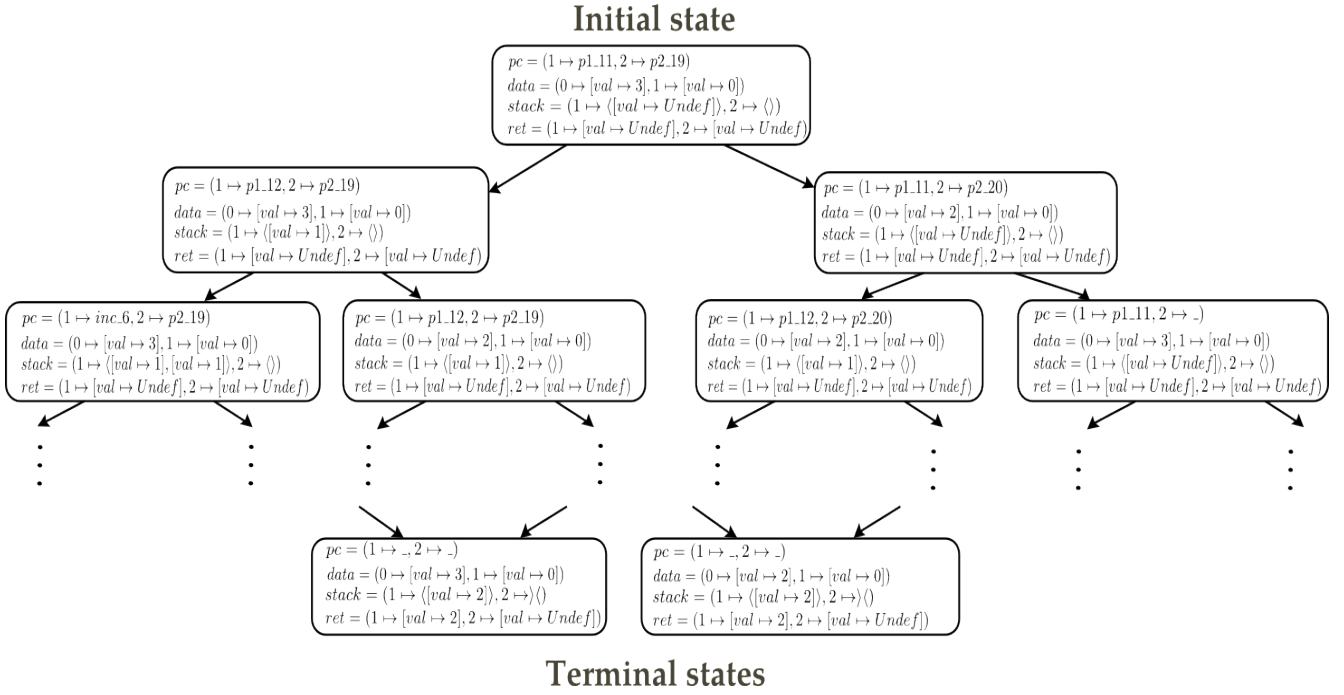 Initial state
pc = (1 ↦ p1_11, 2 ↦ p2_19)
data = (0 ↦ [val ↦ 3], 1 ↦ [val ↦ 0])
stack = (1 ↦ ⟨[val ↦ Undef]⟩, 2 ↦ ⟨⟩)
ret = (1 ↦ [val ↦ Undef], 2 ↦ [val ↦ Undef)
pc = (1 ↦ p1_12, 2 ↦ p2_19)
data = (0 ↦ [val ↦ 3], 1 ↦ [val ↦ 0])
stack = (1 ↦ ⟨[val ↦ 1]⟩, 2 ↦ ⟨⟩)
ret = (1 ↦ [val ↦ Undef], 2 ↦ [val ↦ Undef)
pc = (1 ↦ p1_11, 2 ↦ p2_20)
data = (0 ↦ [val ↦ 2], 1 ↦ [val ↦ 0])
stack = (1 ↦ ⟨[val ↦ Undef]⟩, 2 ↦ ⟨⟩)
ret = (1 ↦ [val ↦ Undef], 2 ↦ [val ↦ Undef)
pc = (1 ↦ inc_6, 2 ↦ p2_19)
data = (0 ↦ [val ↦ 3], 1 ↦ [val ↦ 0])
stack = (1 ↦ ⟨[val ↦ 1], [val ↦ 1]⟩, 2 ↦ ⟨⟩)
ret = (1 ↦ [val ↦ Undef], 2 ↦ [val ↦ Undef)
pc = (1 ↦ p1_12, 2 ↦ p2_19)
data = (0 ↦ [val ↦ 2], 1 ↦ [val ↦ 0])
stack = (1 ↦ ⟨[val ↦ 1]⟩, 2 ↦ ⟨⟩)
ret = (1 ↦ [val ↦ Undef], 2 ↦ [val ↦ Undef)
pc = (1 ↦ p1_12, 2 ↦ p2_20)
data = (0 ↦ [val ↦ 2], 1 ↦ [val ↦ 0])
stack = (1 ↦ ⟨[val ↦ 1]⟩, 2 ↦ ⟨⟩)
ret = (1 ↦ [val ↦ Undef], 2 ↦ [val ↦ Undef)
pc = (1 ↦ p1_11, 2 ↦ _)
data = (0 ↦ [val ↦ 3], 1 ↦ [val ↦ 0])
stack = (1 ↦ ⟨[val ↦ Undef]⟩, 2 ↦ ⟨⟩)
ret = (1 ↦ [val ↦ Undef], 2 ↦ [val ↦ Undef)
pc = (1 ↦ _, 2 ↦ _)
data = (0 ↦ [val ↦ 3], 1 ↦ [val ↦ 0])
stack = (1 ↦ ⟨[val ↦ 2]⟩, 2 ↦⟩⟨)
ret = (1 ↦ [val ↦ 2], 2 ↦ [val ↦ Undef])
pc = (1 ↦ _, 2 ↦ _)
data = (0 ↦ [val ↦ 2], 1 ↦ [val ↦ 0])
stack = (1 ↦ ⟨[val ↦ 2]⟩, 2 ↦⟩⟨)
ret = (1 ↦ [val ↦ 2], 2 ↦ [val ↦ Undef])
Terminal states